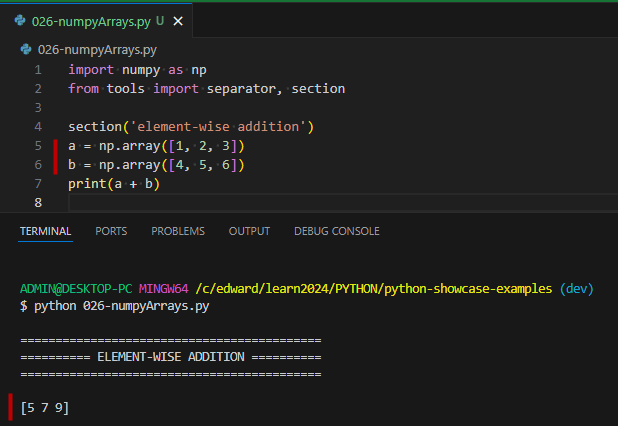 026-numpyArrays.py U ✕
026-numpyArrays.py
1 import numpy as np
2 from tools import separator, section
3
4 section('element-wise addition')
5 a = np.array([1, 2, 3])
6 b = np.array([4, 5, 6])
7 print(a + b)
8
TERMINAL PORTS PROBLEMS OUTPUT DEBUG CONSOLE
ADMIN@DESKTOP-PC MINGW64 /c/edward/learn2024/PYTHON/python-showcase-examples (dev)
$ python 026-numpyArrays.py
===========================================
========== ELEMENT-WISE ADDITION ==========
===========================================
[5 7 9]